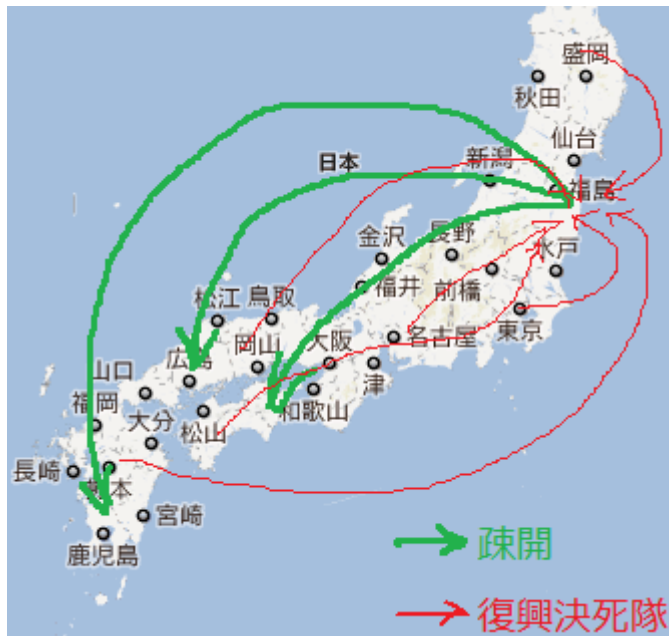 盛岡
秋田
仙台
新潟
日本
福島
金沢
長野
水戸
福井
前橋
松江
鳥取
名古屋
東京
広島
岡山
大阪
山口
津
福岡
和歌山
大分
松山
長崎
熊本
宮崎
鹿児島
疎開
復興決死隊